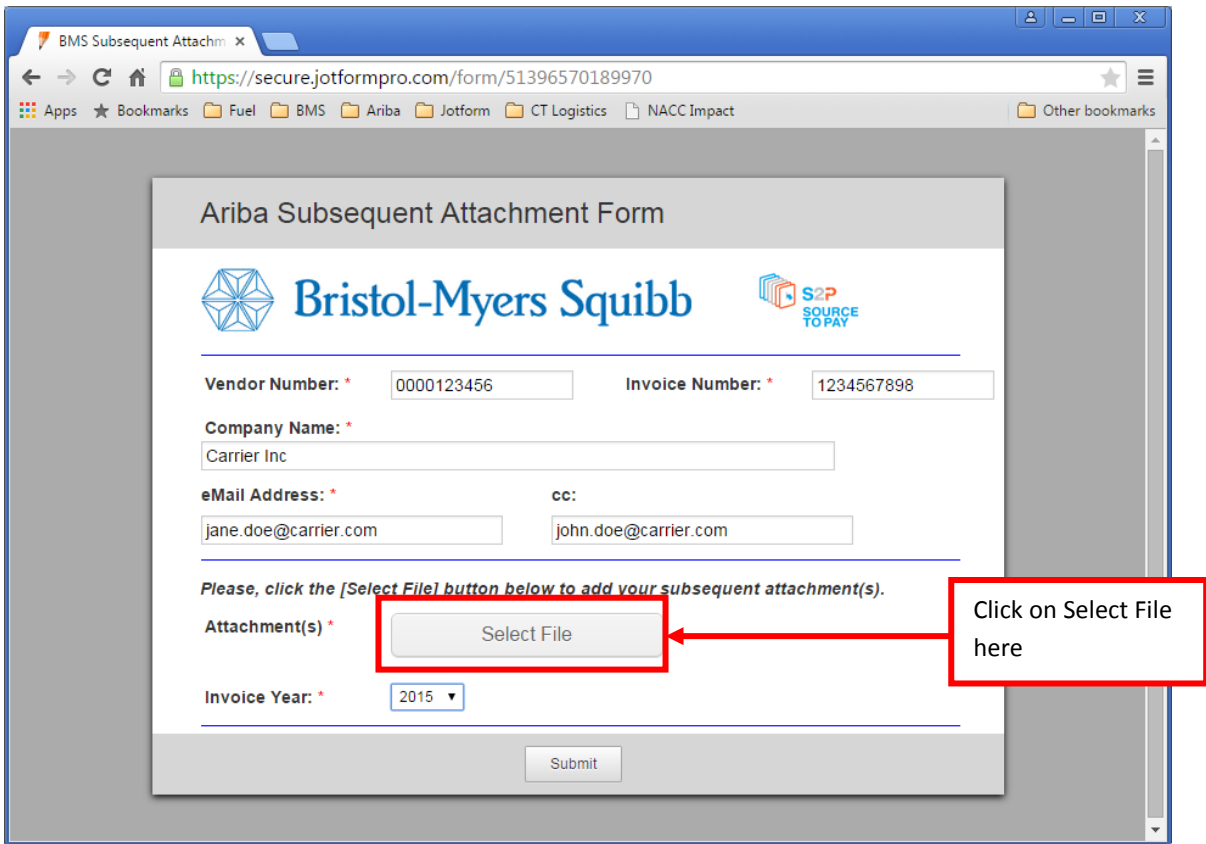 BMS Subsequent Attachm
https://secure.jotformpro.com/form/51396570189970
Apps Bookmarks Fuel BMS Ariba Jotform CT Logistics NACC Impact Other bookmarks
Ariba Subsequent Attachment Form
Bristol-Myers Squibb
S2P
SOURCE
TO PAY
Vendor Number: * 0000123456 Invoice Number: * 1234567898
Company Name: *
Carrier Inc
eMail Address: * cc:
jane.doe@carrier.com john.doe@carrier.com
Please, click the [Select File] button below to add your subsequent attachment(s).
Attachment(s) * Select File
Click on Select File
here
Invoice Year: * 2015
Submit